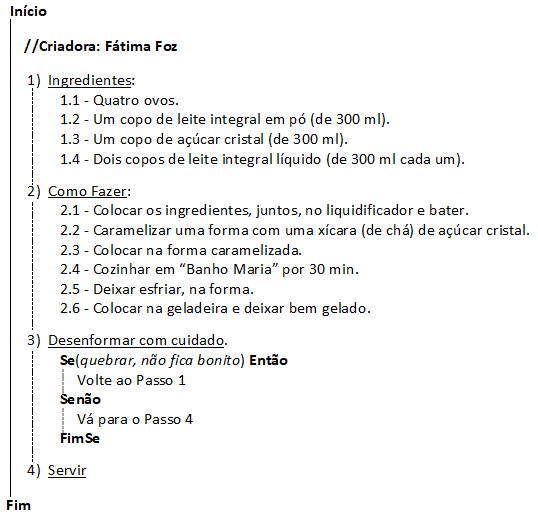 Início
//Criadora: Fátima Foz
1) Ingredientes:
1.1 - Quatro ovos.
1.2 - Um copo de leite integral em pó (de 300 ml).
1.3 - Um copo de açúcar cristal (de 300 ml).
1.4 - Dois copos de leite integral líquido (de 300 ml cada um).
2) Como Fazer:
2.1 - Colocar os ingredientes, juntos, no liquidificador e bater.
2.2 - Caramelizar uma forma com uma xícara (de chá) de açúcar cristal.
2.3 - Colocar na forma caramelizada.
2.4 - Cozinhar em “Banho Maria” por 30 min.
2.5 - Deixar esfriar, na forma.
2.6 - Colocar na geladeira e deixar bem gelado.
3) Desenformar com cuidado.
Se(quebrar, não fica bonito) Então
Volte ao Passo 1
Senão
Vá para o Passo 4
FimSe
4) Servir
Fim